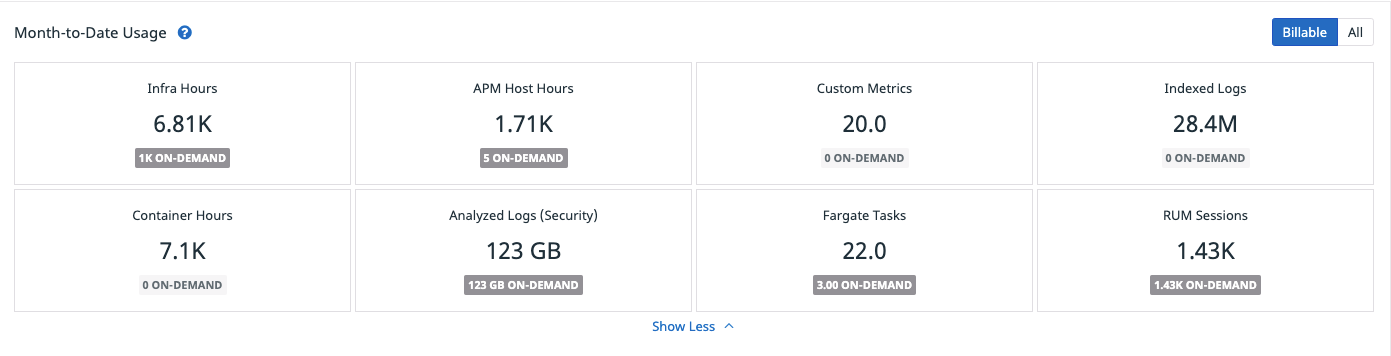 Month-to-Date Usage ?
Billable All
Infra Hours
6.81K
1K ON-DEMAND
APM Host Hours
1.71K
5 ON-DEMAND
Custom Metrics
20.0
0 ON-DEMAND
Indexed Logs
28.4M
0 ON-DEMAND
Container Hours
7.1K
0 ON-DEMAND
Analyzed Logs (Security)
123 GB
123 GB ON-DEMAND
Fargate Tasks
22.0
3.00 ON-DEMAND
RUM Sessions
1.43K
1.43K ON-DEMAND
Show Less